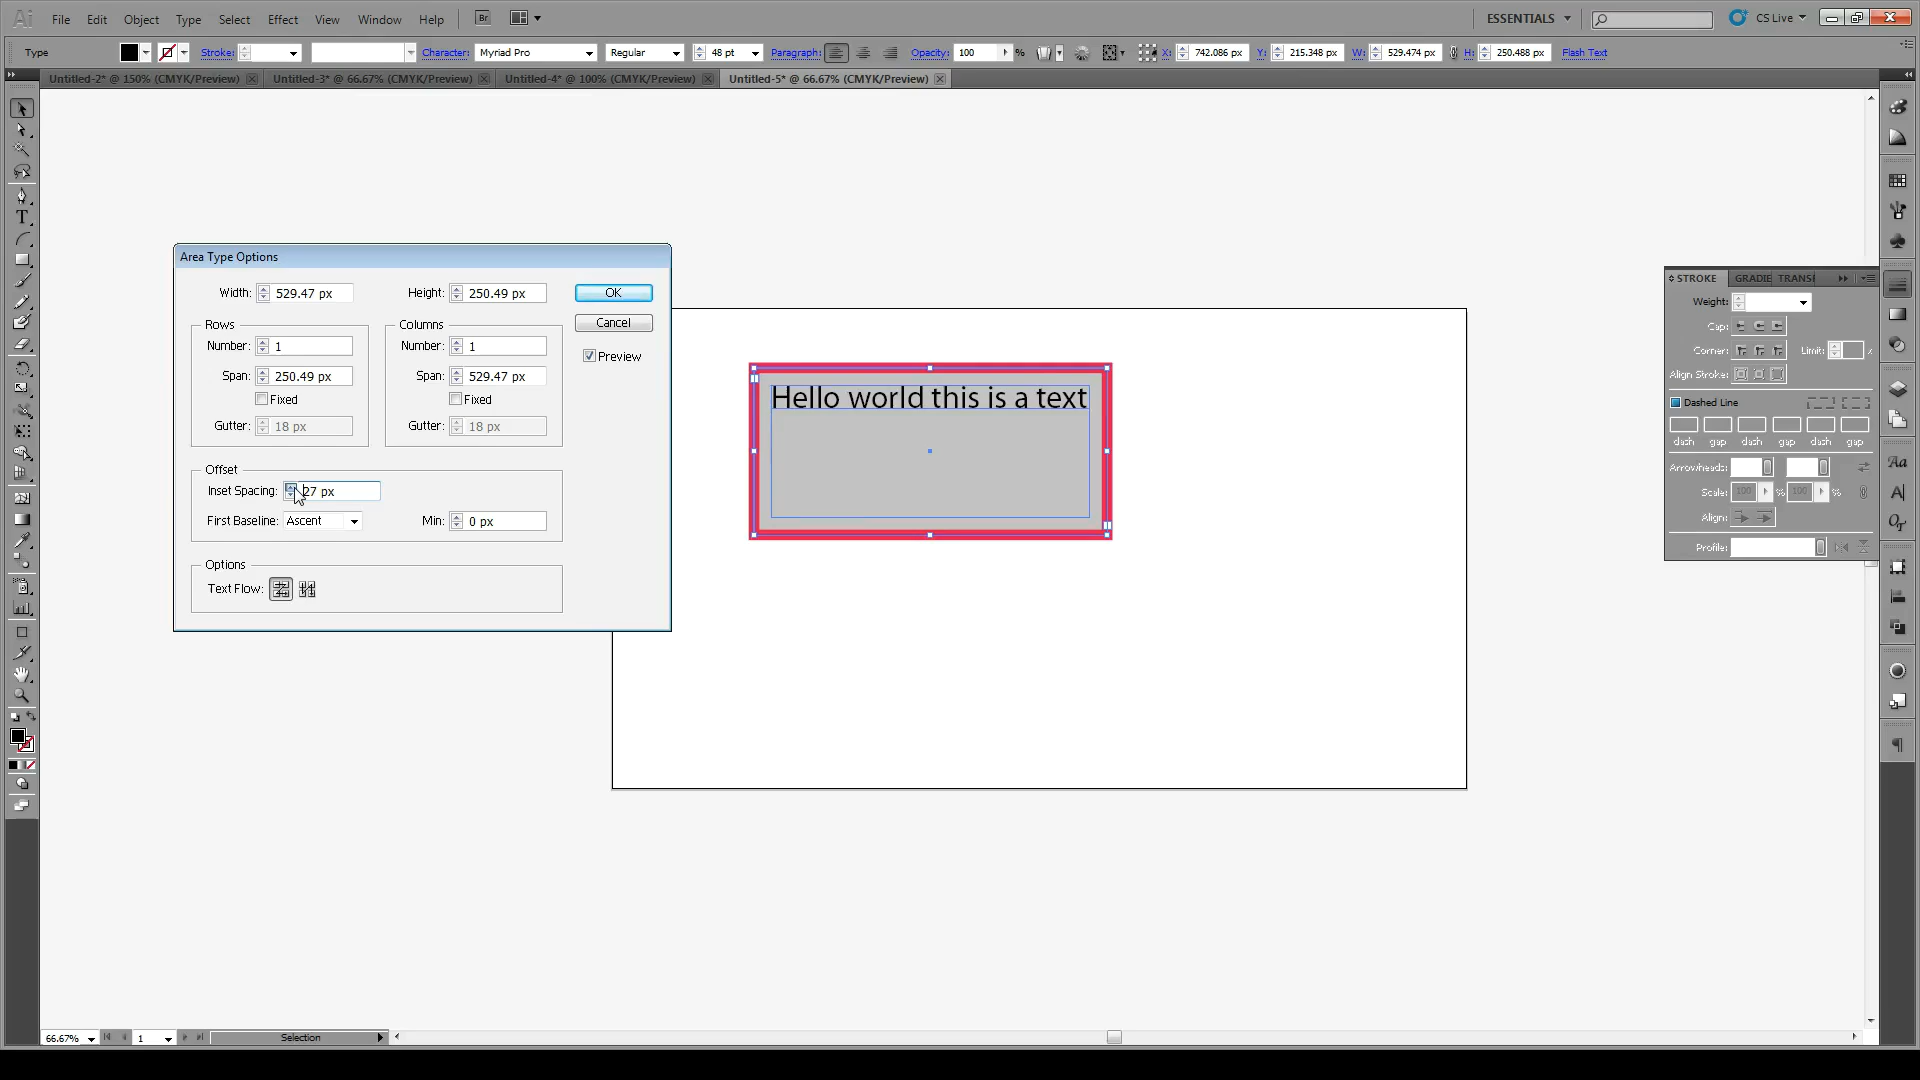 Ai File Edit Object Type Select Effect View Window Help Br ESSENTIALS CS Live
Type Stroke: Character: Myriad Pro Regular 48 pt Paragraph: Opacity: 100 % X: 742.086 px Y: 215.348 px W: 529.474 px H: 250.488 px Flash Text
Untitled-2* @ 150% (CMYK/Preview) Untitled-3* @ 66.67% (CMYK/Preview) Untitled-4* @ 100% (CMYK/Preview) Untitled-5* @ 66.67% (CMYK/Preview)
Area Type Options
Width: 529.47 px Height: 250.49 px OK
Rows Columns Cancel
Number: 1 Number: 1
Preview
Span: 250.49 px Span: 529.47 px
Fixed Fixed
Gutter: 18 px Gutter: 18 px
Offset
Inset Spacing: 27 px
First Baseline: Ascent Min: 0 px
Options
Text Flow:
Hello world this is a text
STROKE GRADIE TRANSI
Weight:
Cap:
Corner: Limit: x
Align Stroke:
Dashed Line
dash gap dash gap dash gap
Arrowheads:
Scale: 100 % 100 %
Align:
Profile:
66.67% 1 Selection